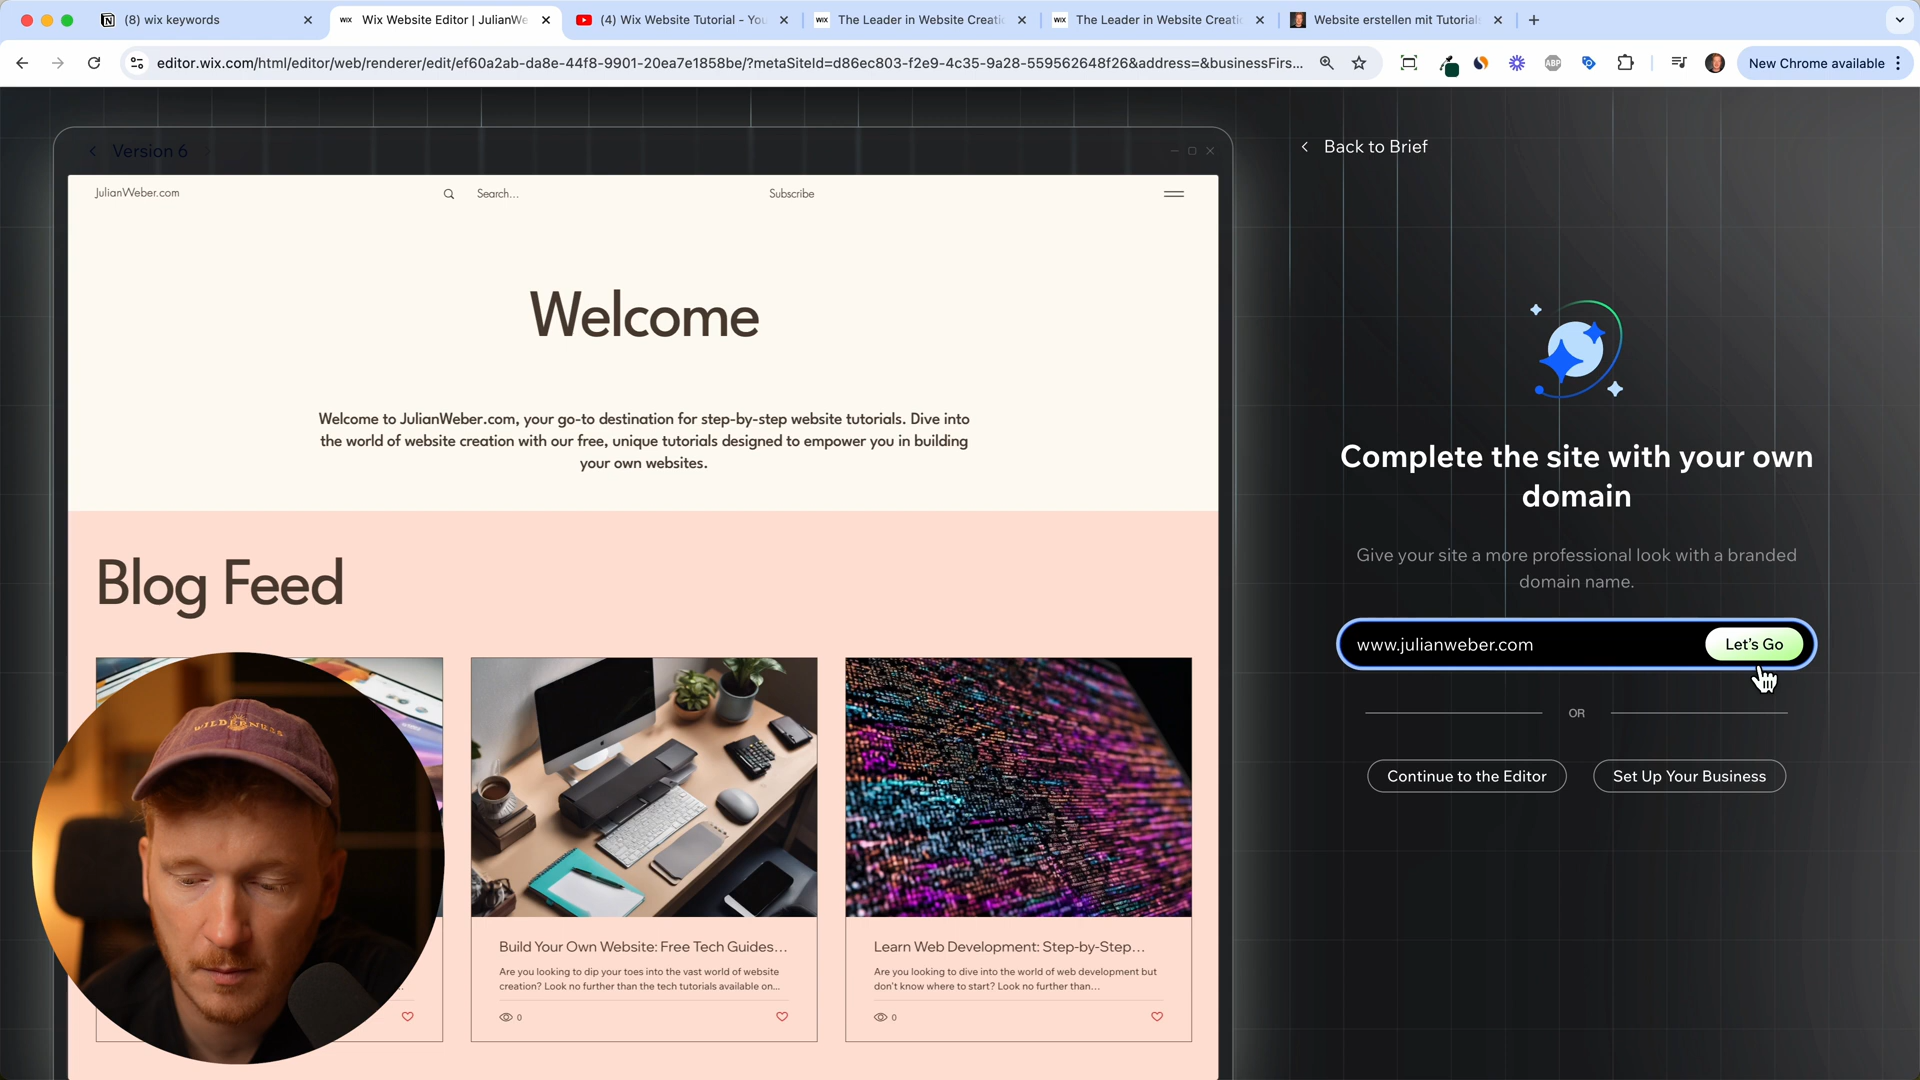 (8) wix keywords
WIX
Wix Website Editor | JulianWe
(4) Wix Website Tutorial - You
WIX
The Leader in Website Creatio
WIX
The Leader in Website Creatio
Website erstellen mit Tutorials
editor.wix.com/html/editor/web/renderer/edit/ef60a2ab-da8e-44f8-9901-20ea7e1858be/?metaSiteId=d86ec803-f2e9-4c35-9a28-559562648f26&address=&businessFirs...
ABP
New Chrome available
Version 6
Back to Brief
JulianWeber.com
Search...
Subscribe
Welcome
Welcome to JulianWeber.com, your go-to destination for step-by-step website tutorials. Dive into
the world of website creation with our free, unique tutorials designed to empower you in building
your own websites.
Blog Feed
WILDERNESS
Build Your Own Website: Free Tech Guides...
Are you looking to dip your toes into the vast world of website
creation? Look no further than the tech tutorials available on...
0
Learn Web Development: Step-by-Step...
Are you looking to dive into the world of web development but
don't know where to start? Look no further than...
0
Complete the site with your own
domain
Give your site a more professional look with a branded
domain name.
www.julianweber.com
Let's Go
OR
Continue to the Editor
Set Up Your Business